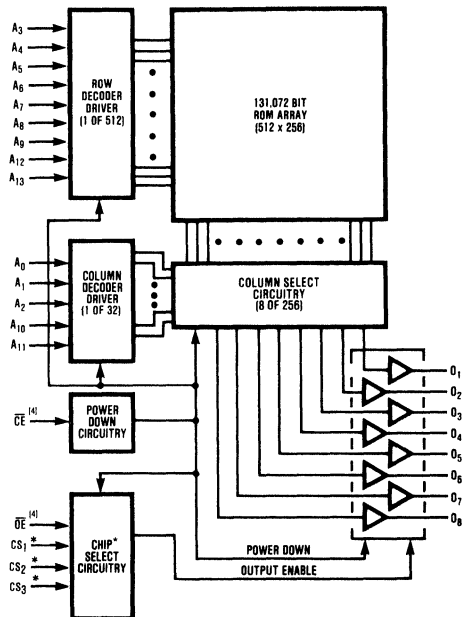 A3
A4
A5
A6
A7
A8
A9
A12
A13
ROW
DECODER
DRIVER
(1 OF 512)
131,072 BIT
ROM ARRAY
(512 x 256)
A0
A1
A2
A10
A11
COLUMN
DECODER
DRIVER
(1 OF 32)
COLUMN SELECT
CIRCUITRY
(8 OF 256)
O1
O2
O3
O4
O5
O6
O7
O8
CE [4]
POWER
DOWN
CIRCUITRY
OE [4]
CS1*
CS2*
CS3*
CHIP*
SELECT
CIRCUITRY
POWER DOWN
OUTPUT ENABLE